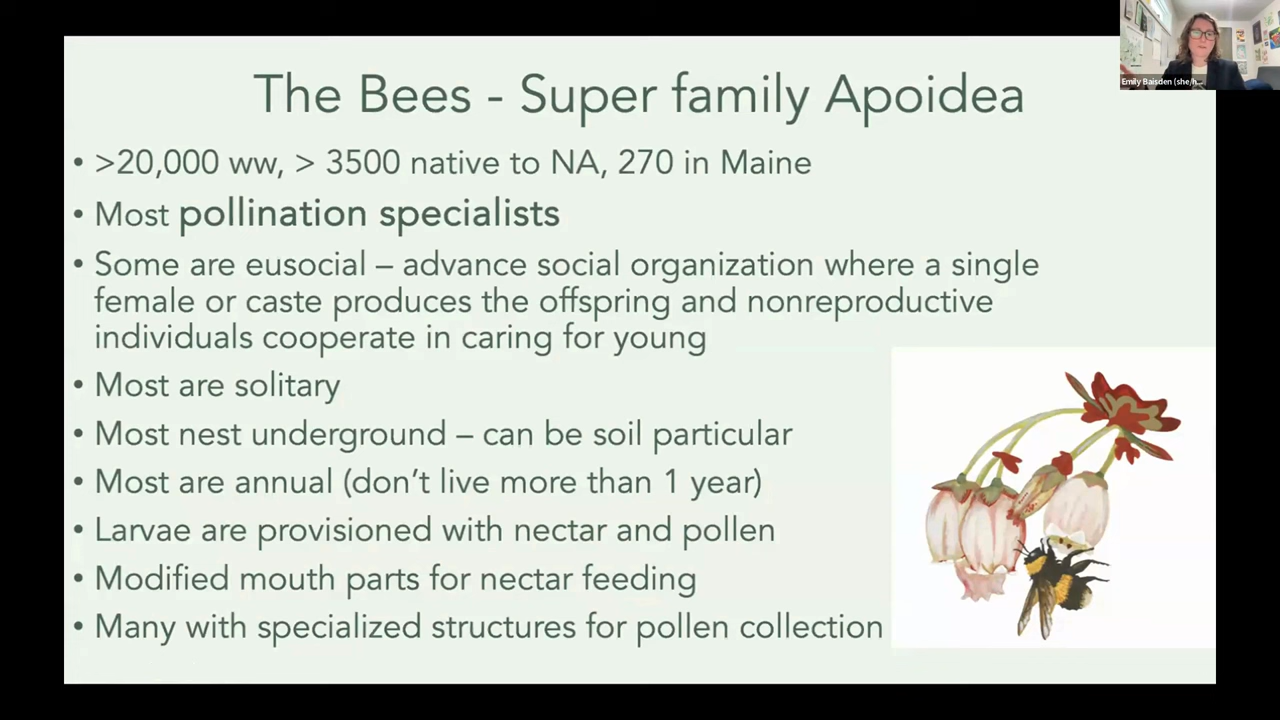 The Bees - Super family Apoidea
• >20,000 ww, > 3500 native to NA, 270 in Maine
• Most pollination specialists
• Some are eusocial – advance social organization where a single
female or caste produces the offspring and nonreproductive
individuals cooperate in caring for young
• Most are solitary
• Most nest underground – can be soil particular
• Most are annual (don't live more than 1 year)
• Larvae are provisioned with nectar and pollen
• Modified mouth parts for nectar feeding
• Many with specialized structures for pollen collection
Emily Baisden (she/h...